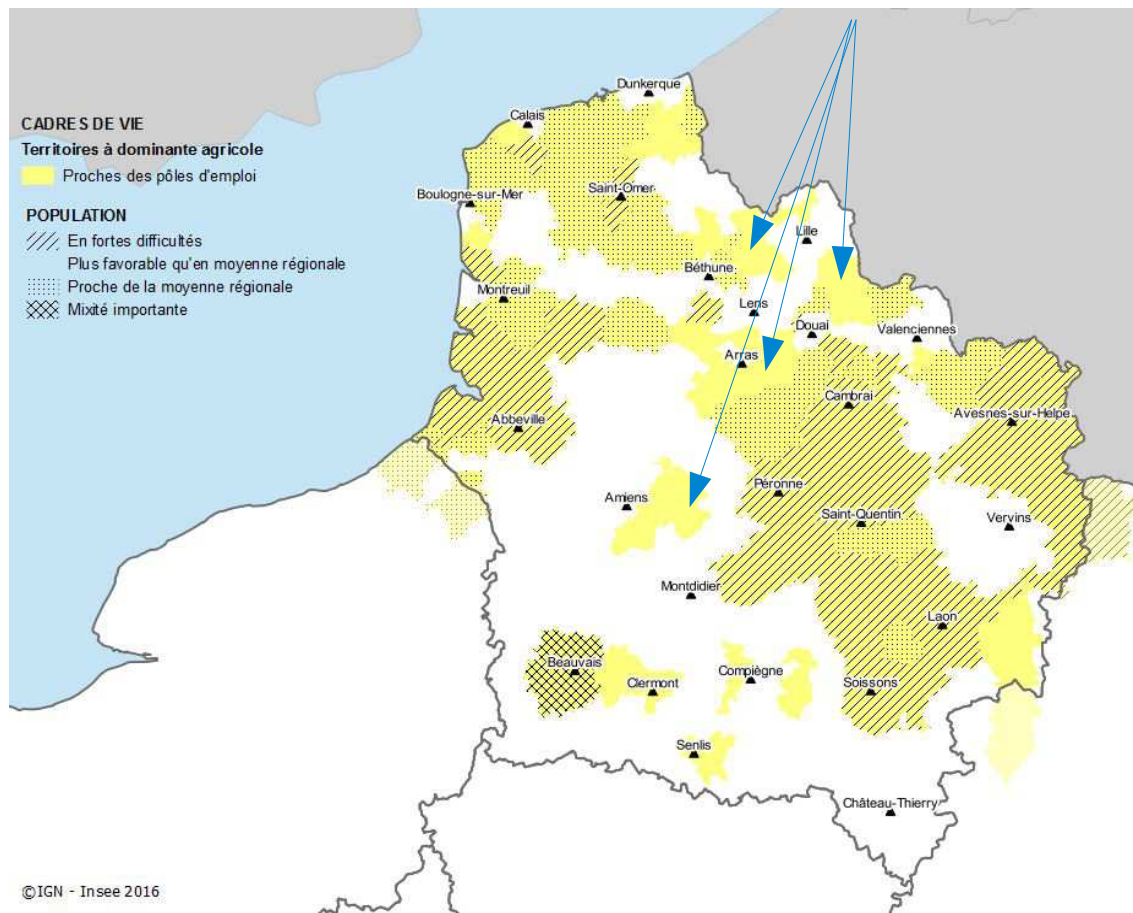 Dunkerque
CADRES DE VIE
Calais
Territoires à dominante agricole
Proches des pôles d'emploi
Saint-Omer
Boulogne-sur-Mer
POPULATION
En fortes difficultés
Lille
Plus favorable qu'en moyenne régionale
Béthune
Proche de la moyenne régionale
Montreuil
Mixité importante
Lens
Douai
Valenciennes
Arras
Cambrai
Avesnes-sur-Helpe
Abbeville
Péronne
Amiens
Saint-Quentin
Vervins
Montdidier
Laon
Beauvais
Clermont
Compiègne
Soissons
Senlis
Château-Thierry
©IGN - Insee 2016